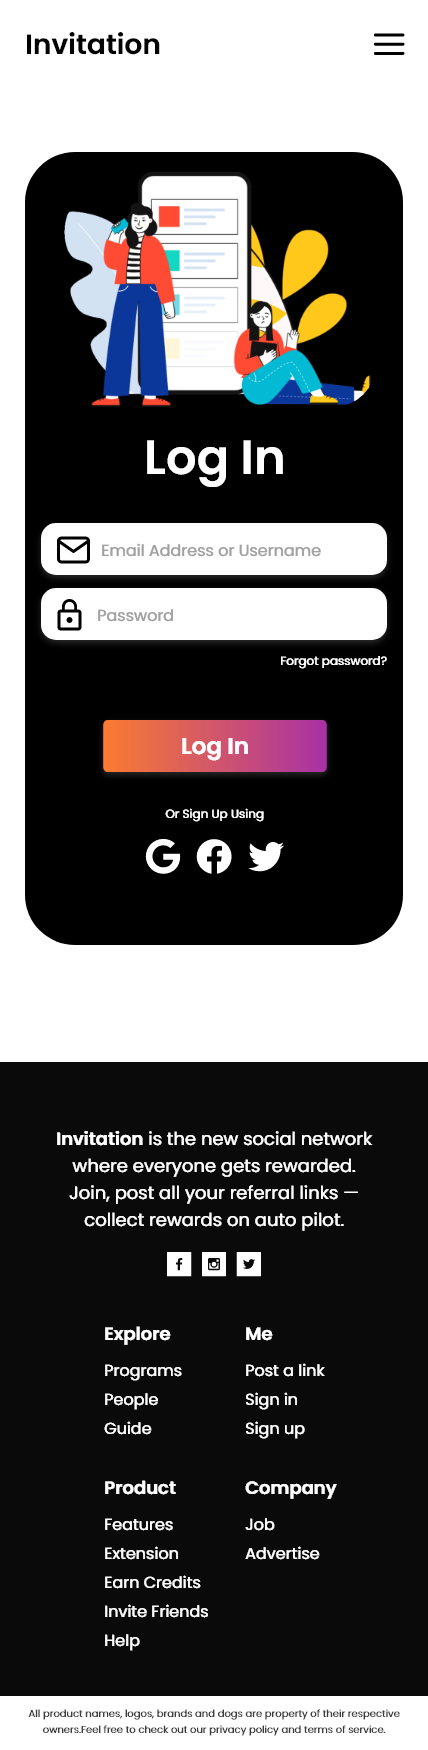 Invitation
Log In
Email Address or Username
Password
Forgot password?
Log In
Or Sign Up Using
Invitation is the new social network
where everyone gets rewarded.
Join, post all your referral links —
collect rewards on auto pilot.
Explore
Programs
People
Guide
Me
Post a link
Sign in
Sign up
Product
Features
Extension
Earn Credits
Invite Friends
Help
Company
Job
Advertise
All product names, logos, brands and dogs are property of their respective
owners.Feel free to check out our privacy policy and terms of service.